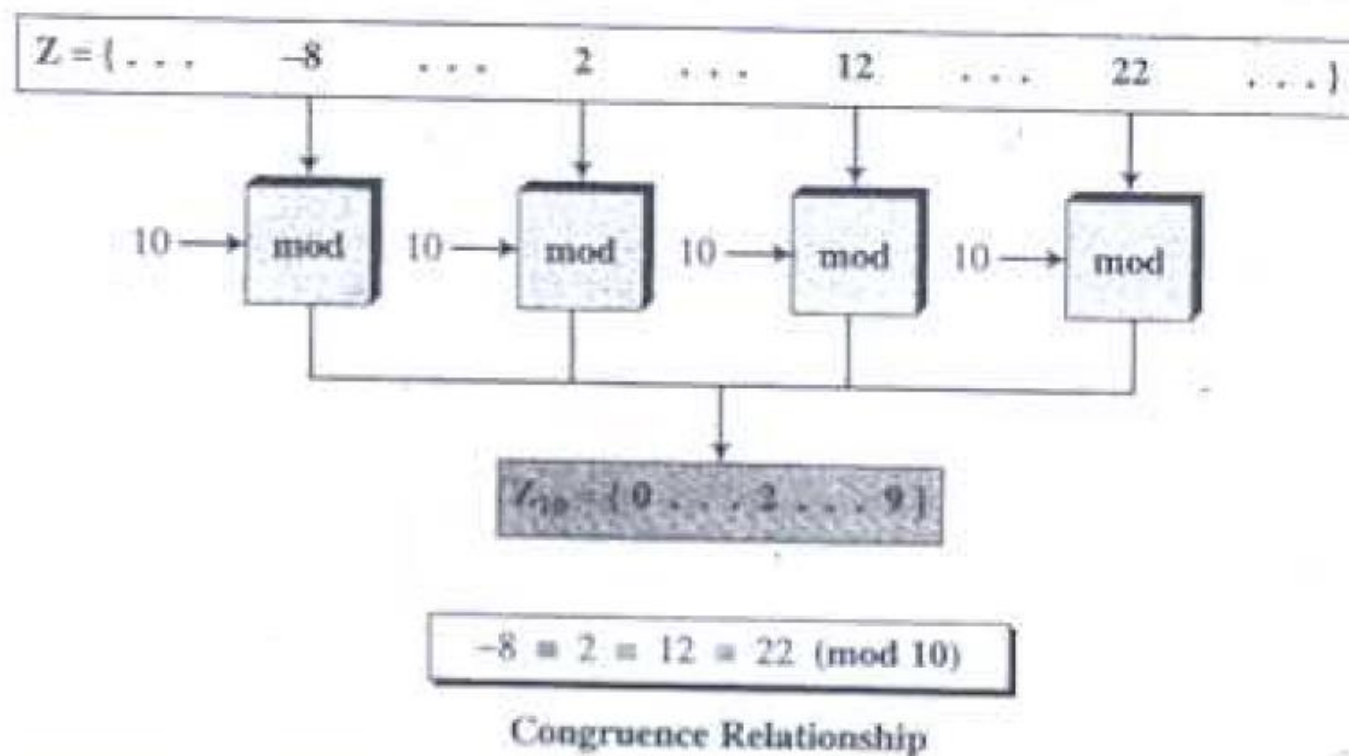 Z = { . . . –8 . . . 2 . . . 12 . . . 22 . . . }
10 mod 10 mod 10 mod 10 mod
Z₁₀ = { 0 . . . 2 . . . 9 }
–8 ≡ 2 ≡ 12 ≡ 22 (mod 10)
Congruence Relationship